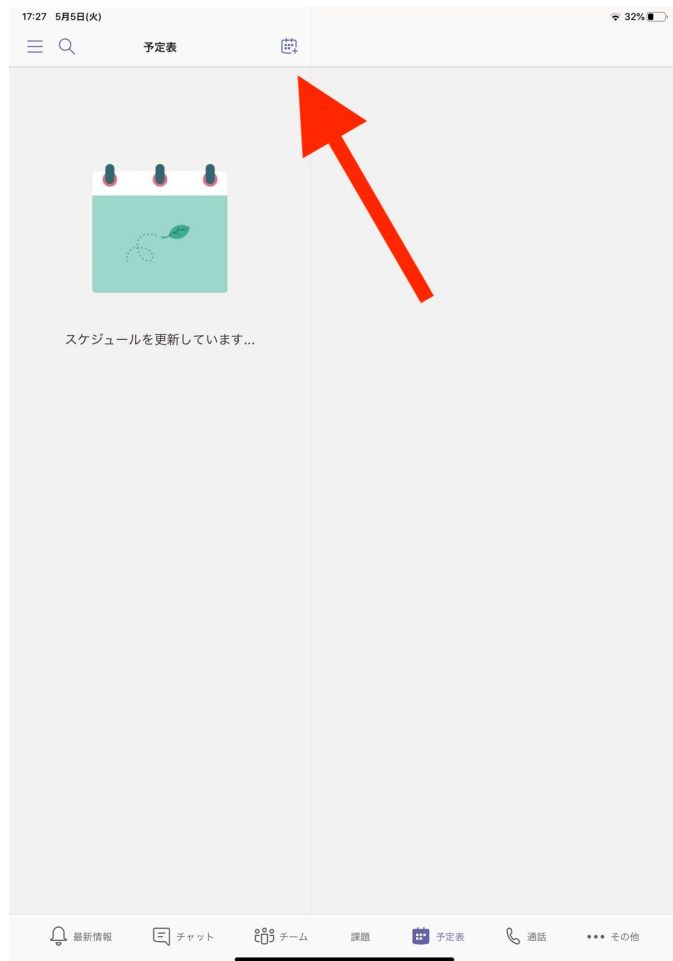 17:27 5月5日(火) 32%
予定表
スケジュールを更新しています...
最新情報 チャット チーム 課題 予定表 通話 その他